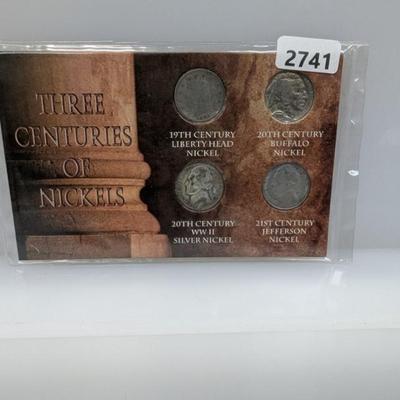 2741
THREE
CENTURIES
OF
NICKELS
19TH CENTURY
LIBERTY HEAD
NICKEL
20TH CENTURY
BUFFALO
NICKEL
20TH CENTURY
WW II
SILVER NICKEL
21ST CENTURY
JEFFERSON
NICKEL